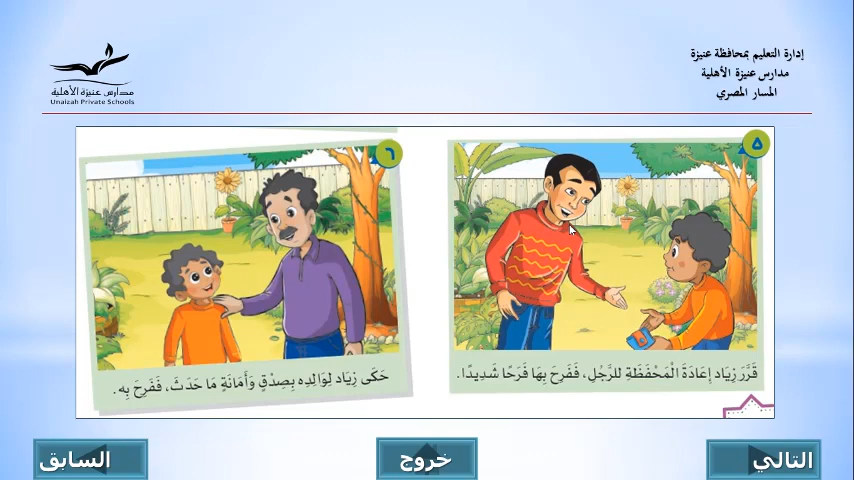 إدارة التعليم بمحافظة عنيزة
مدارس عنيزة الأهلية
المسار المصري
مدارس عنيزة الأهلية
Unaizah Private Schools
٥
قَرَّرَ زِيَاد إِعَادَةَ الْمَحْفَظَةِ لِلرَّجُلِ، فَفَرِحَ بِهَا فَرَحًا شَدِيدًا.
٦
حَكَى زِيَاد لِوَالِدِه بِصِدْقٍ وَأَمَانَةٍ مَا حَدَثَ، فَفَرِحَ بِه.
التالي
خروج
السابق